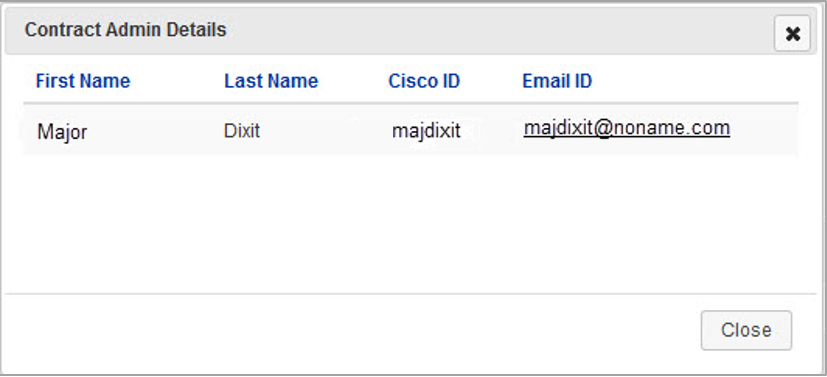 Contract Admin Details
First Name Last Name Cisco ID Email ID
Major Dixit majdixit majdixit@noname.com
Close